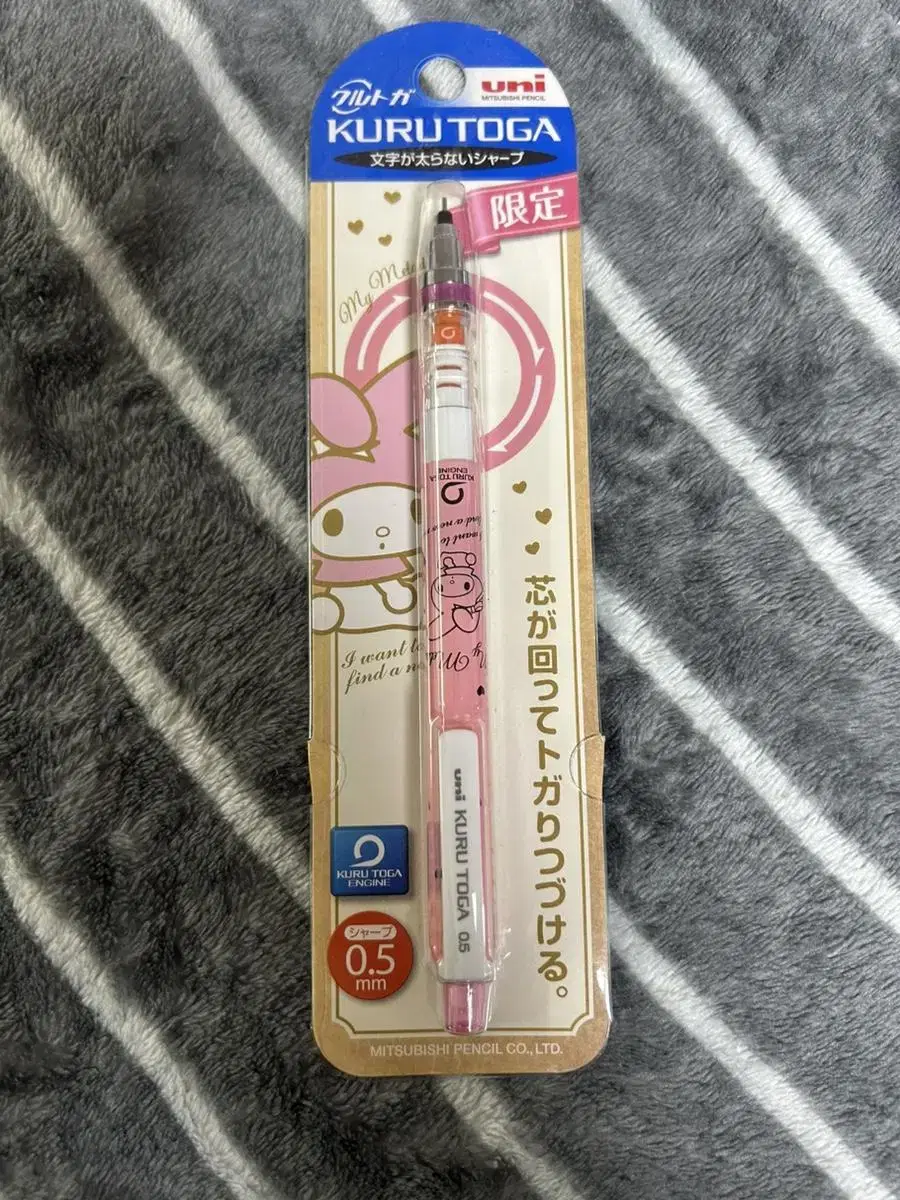 クルトガ
uni
MITSUBISHI PENCIL
KURU TOGA
文字が太らないシャープ
限定
My
KURU TOGA
ENGINE
I want to
find a
芯が回ってトガりつづける。
uni KURU TOGA 0.5
KURU TOGA
ENGINE
シャープ
0.5
mm
MITSUBISHI PENCIL CO., LTD.